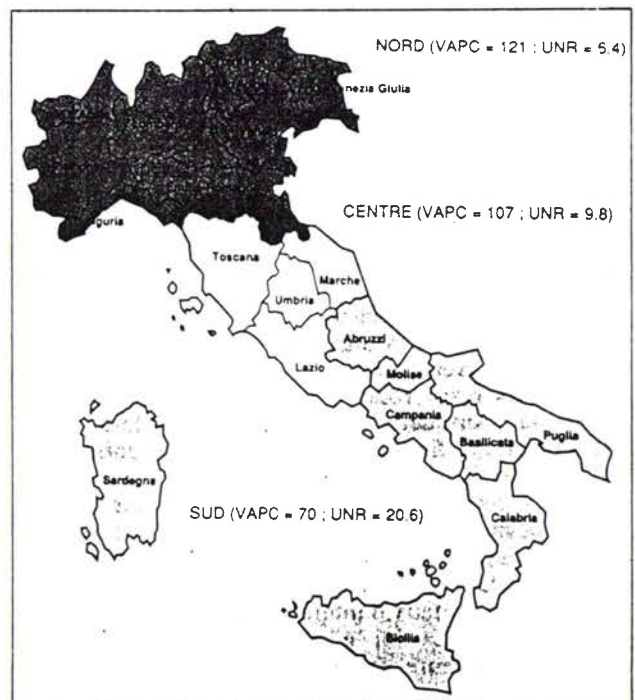 NORD (VAPC = 121 ; UNR = 5.4)
nezia Giulia
CENTRE (VAPC = 107 ; UNR = 9.8)
guria
Toscana
Marche
Umbria
Abruzzi
Lazio
Molise
Campania
Puglia
Basilicata
Sardegna
SUD (VAPC = 70 ; UNR = 20.6)
Calabria
Sicilia